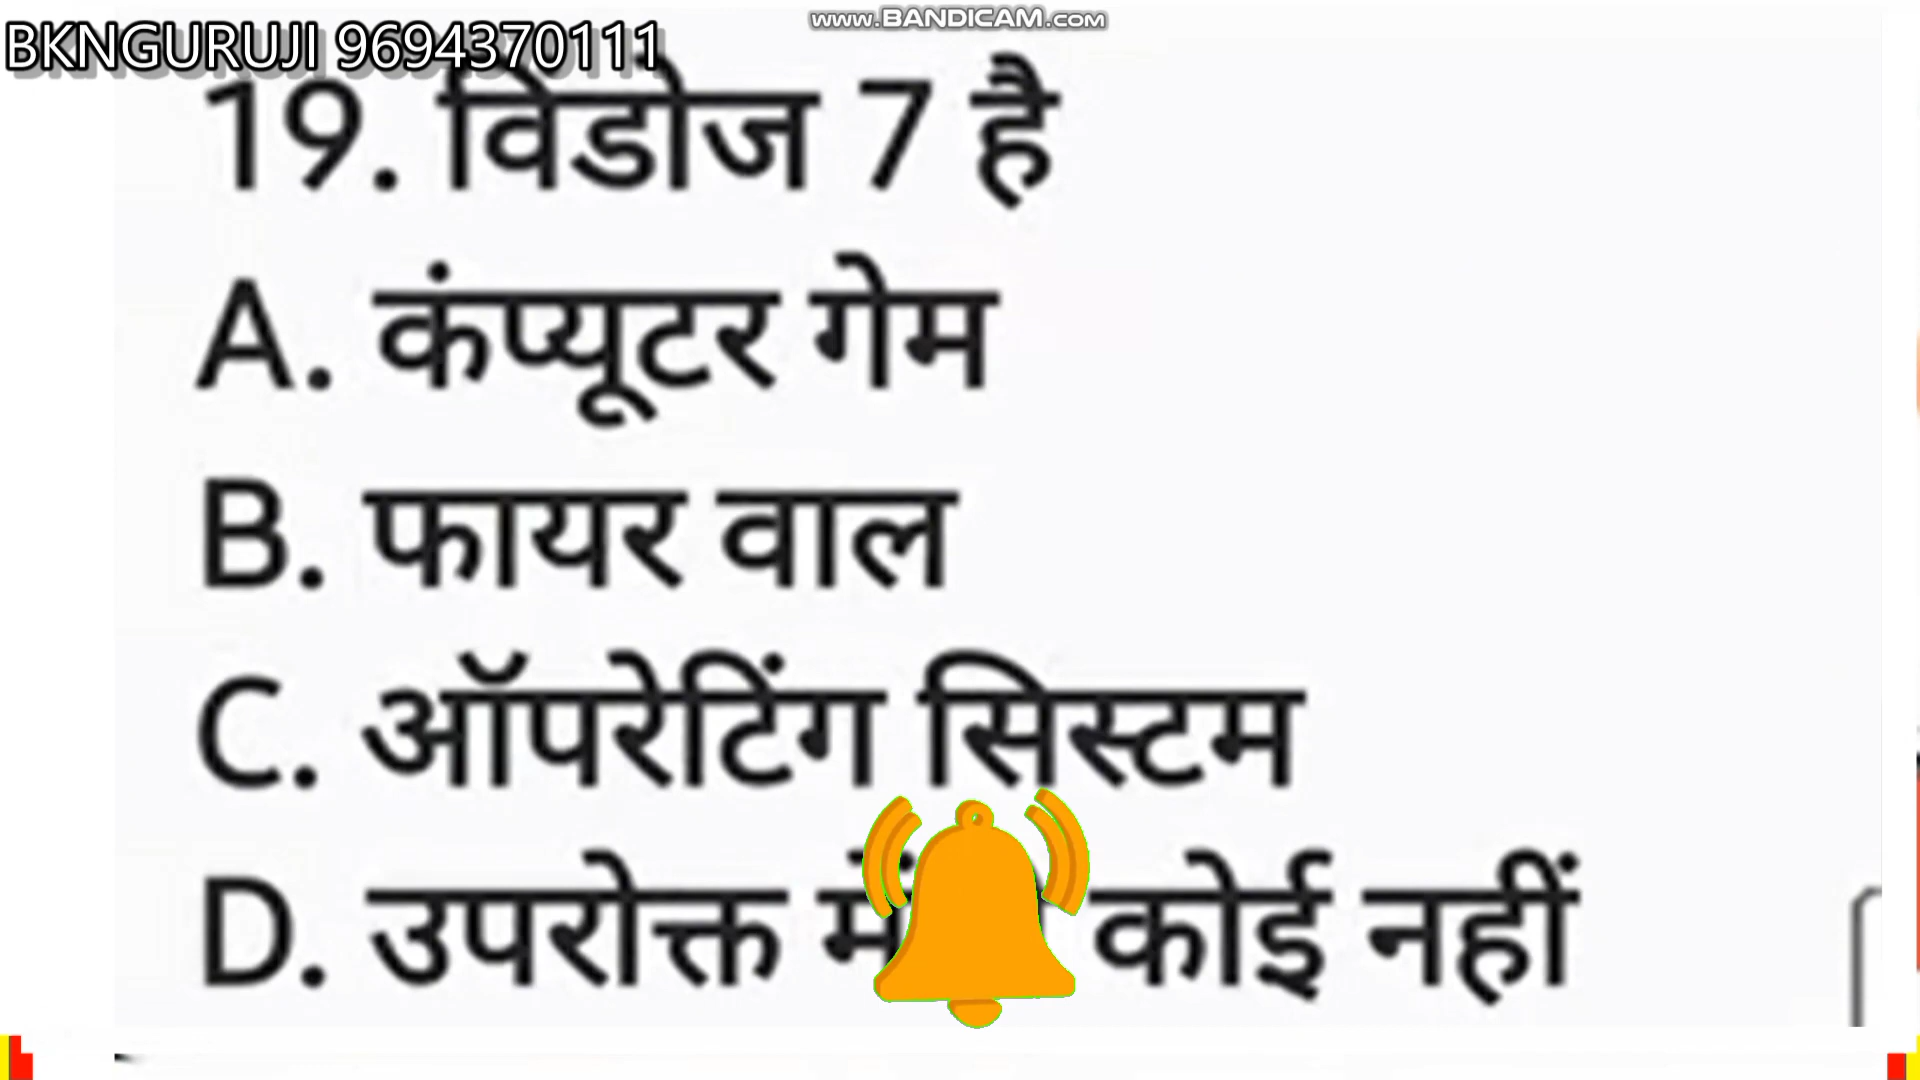 www.BANDICAM.com
BKNGURUJI 9694370111
19. विंडोज 7 है
A. कंप्यूटर गेम
B. फायर वाल
C. ऑपरेटिंग सिस्टम
D. उपरोक्त में कोई नहीं